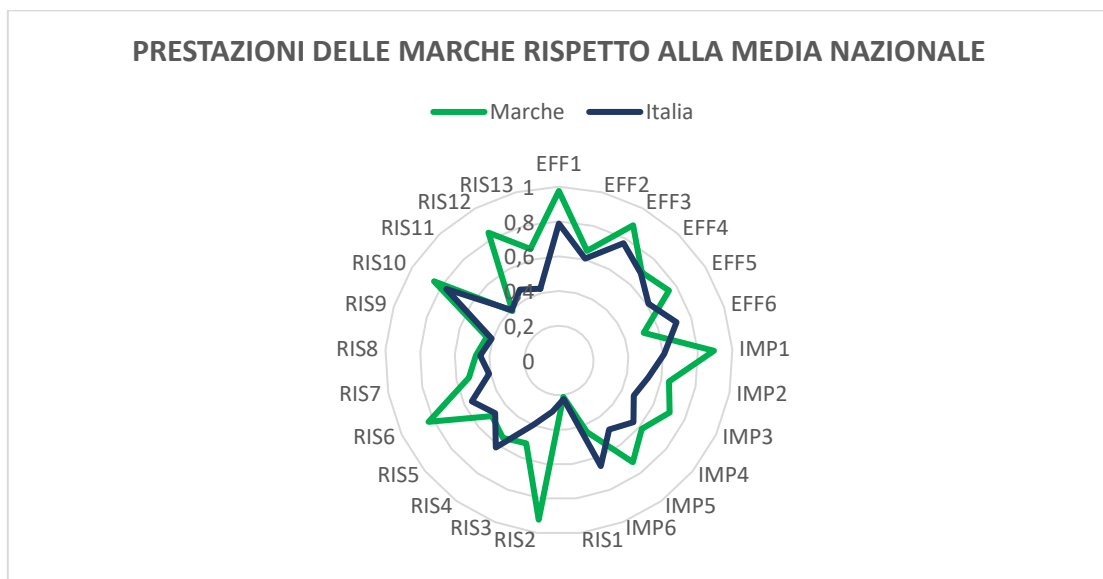 PRESTAZIONI DELLE MARCHE RISPETTO ALLA MEDIA NAZIONALE
Marche
Italia
EFF1
EFF2
EFF3
EFF4
EFF5
EFF6
IMP1
IMP2
IMP3
IMP4
IMP5
IMP6
RIS1
RIS2
RIS3
RIS4
RIS5
RIS6
RIS7
RIS8
RIS9
RIS10
RIS11
RIS12
RIS13
1
0,8
0,6
0,4
0,2
0